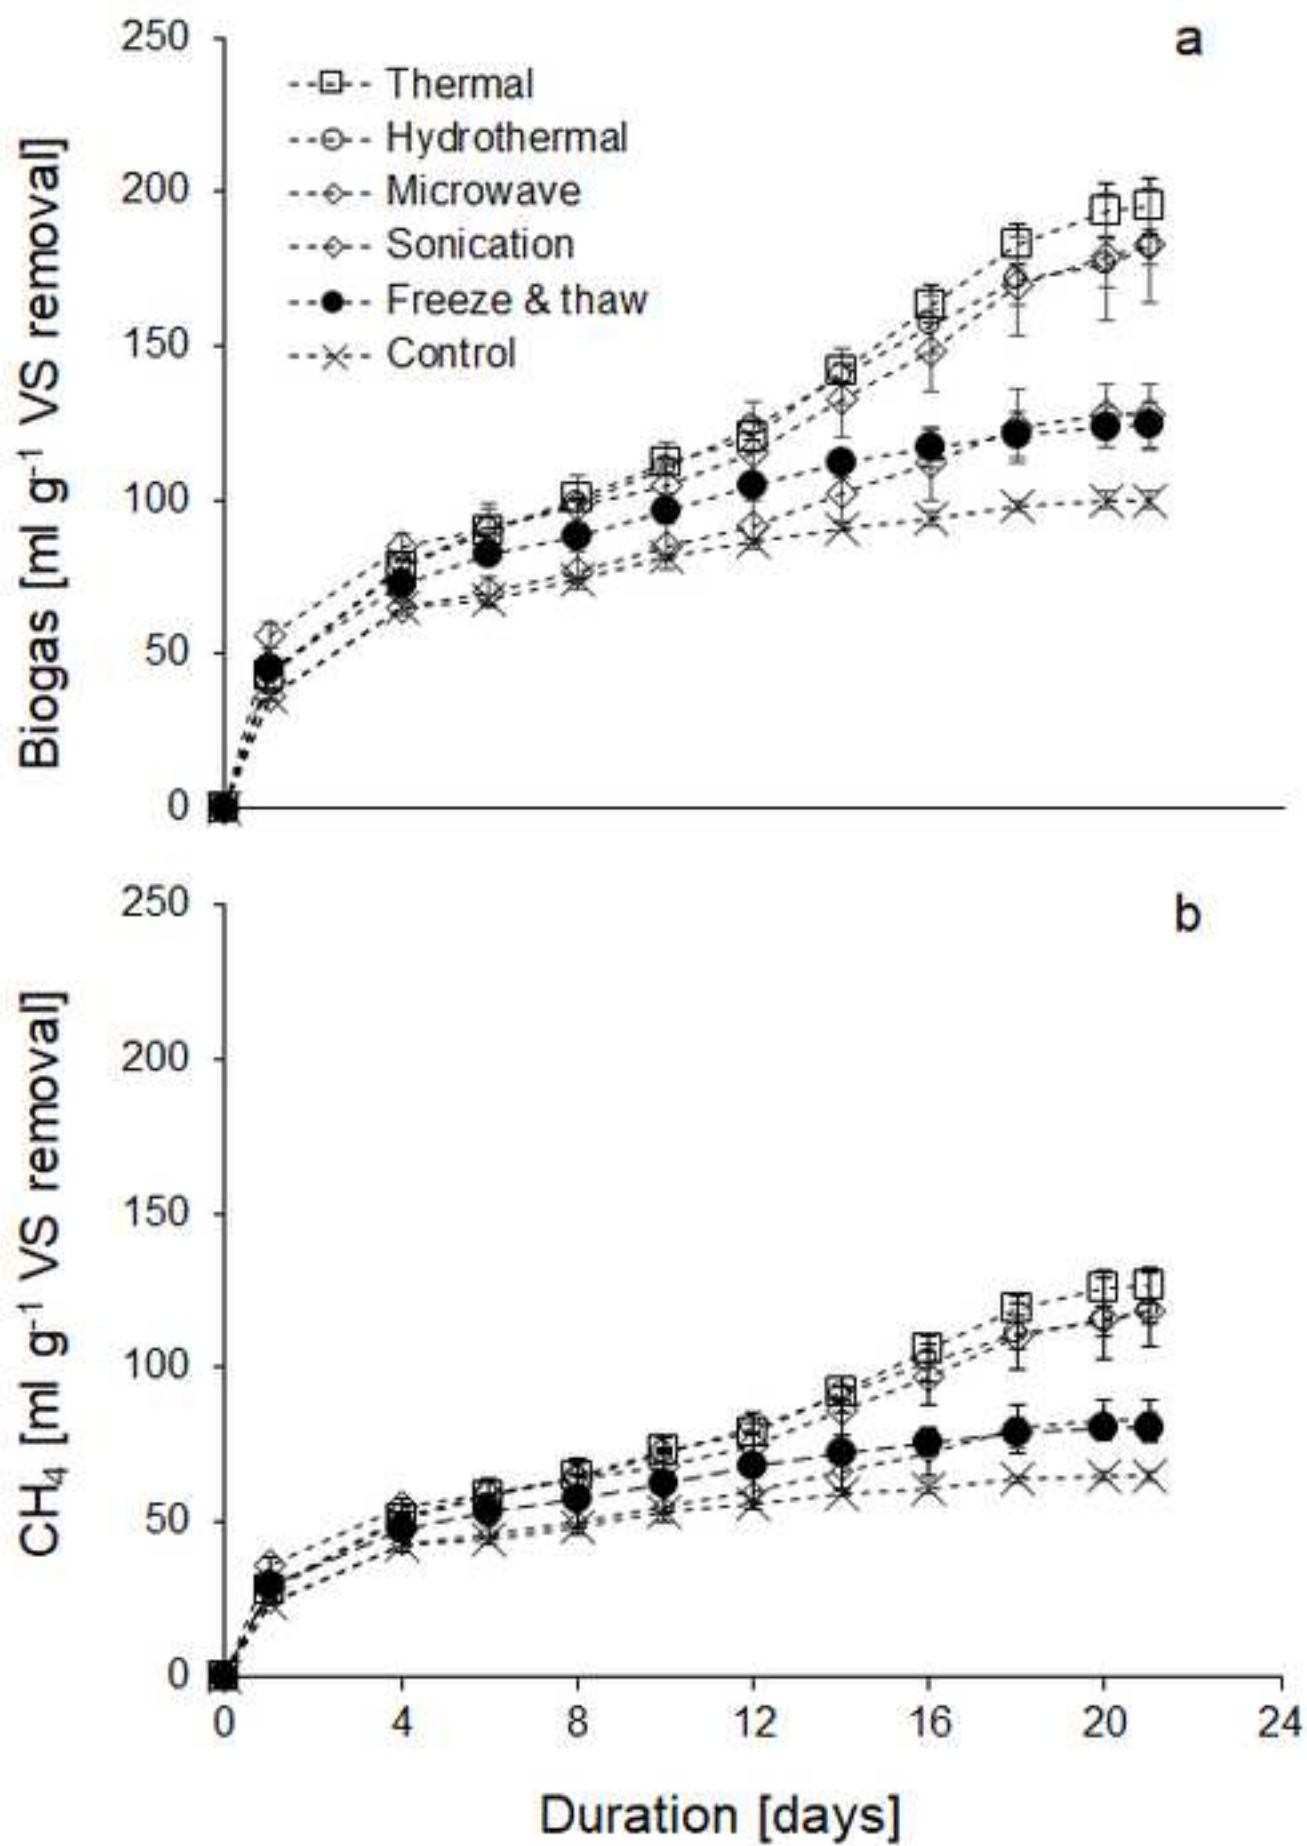 a
250
200
150
100
50
0
Biogas [ml g⁻¹ VS removal]
Thermal
Hydrothermal
Microwave
Sonication
Freeze & thaw
Control
b
250
200
150
100
50
0
CH₄ [ml g⁻¹ VS removal]
0 4 8 12 16 20 24
Duration [days]